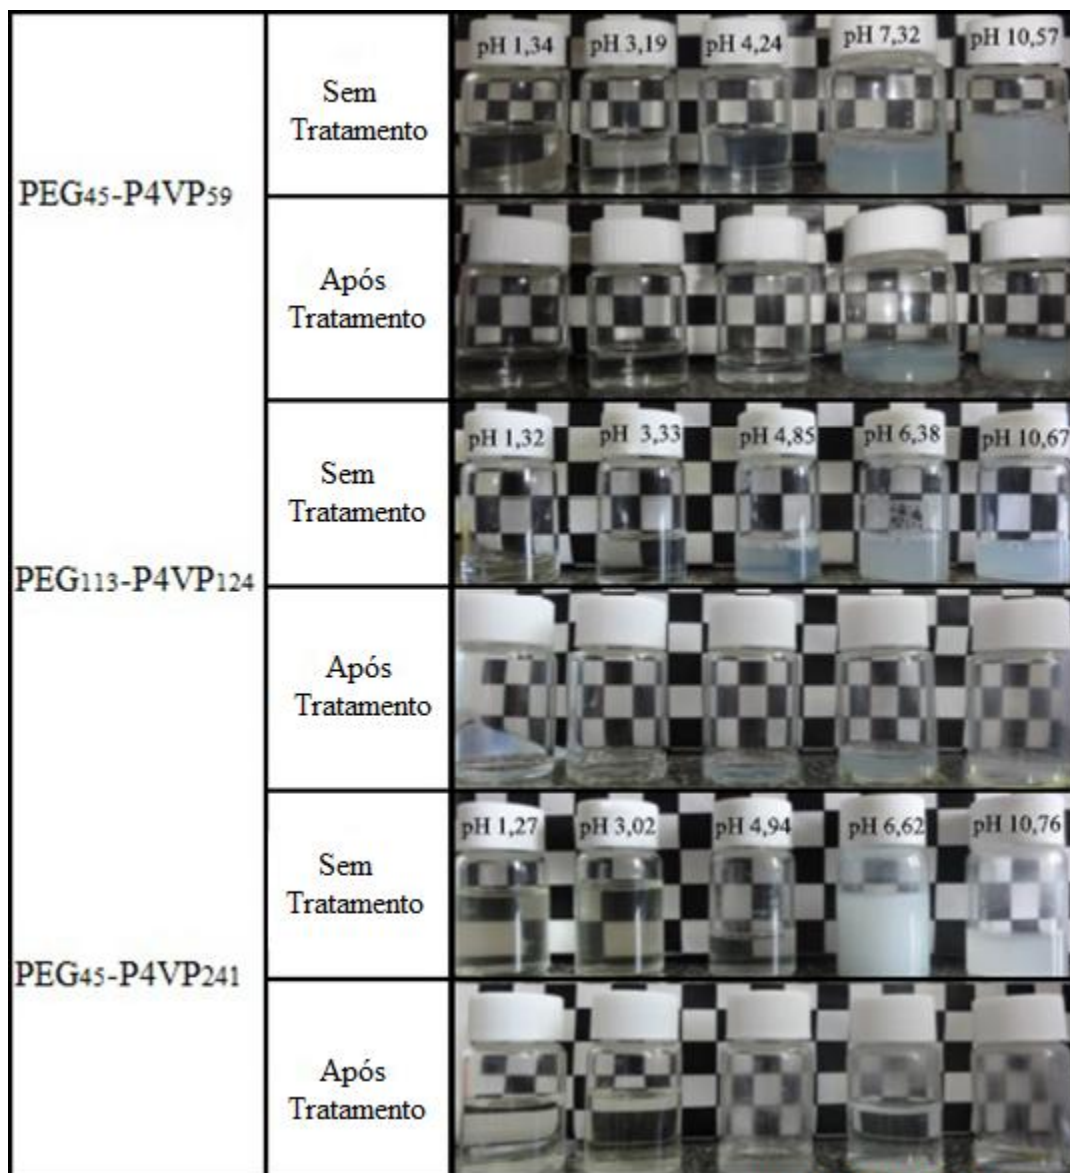 pH 1,34 pH 3,19 pH 4,24 pH 7,32 pH 10,57
Sem
Tratamento
PEG45-P4VP59
Após
Tratamento
pH 1,32 pH 3,33 pH 4,85 pH 6,38 pH 10,67
Sem
Tratamento
PEG113-P4VP124
Após
Tratamento
pH 1,27 pH 3,02 pH 4,94 pH 6,62 pH 10,76
Sem
Tratamento
PEG45-P4VP241
Após
Tratamento